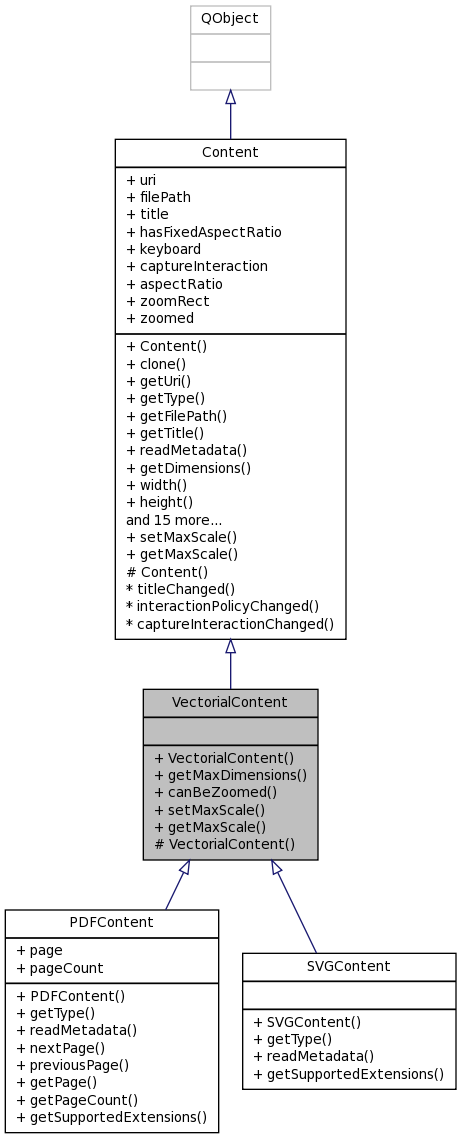 QObject
Content
+ uri
+ filePath
+ title
+ hasFixedAspectRatio
+ keyboard
+ captureInteraction
+ aspectRatio
+ zoomRect
+ zoomed
+ Content()
+ clone()
+ getUri()
+ getType()
+ getFilePath()
+ getTitle()
+ readMetadata()
+ getDimensions()
+ width()
+ height()
and 15 more...
+ setMaxScale()
+ getMaxScale()
# Content()
* titleChanged()
* interactionPolicyChanged()
* captureInteractionChanged()
VectorialContent
+ VectorialContent()
+ getMaxDimensions()
+ canBeZoomed()
+ setMaxScale()
+ getMaxScale()
# VectorialContent()
PDFContent
+ page
+ pageCount
+ PDFContent()
+ getType()
+ readMetadata()
+ nextPage()
+ previousPage()
+ getPage()
+ getPageCount()
+ getSupportedExtensions()
SVGContent
+ SVGContent()
+ getType()
+ readMetadata()
+ getSupportedExtensions()